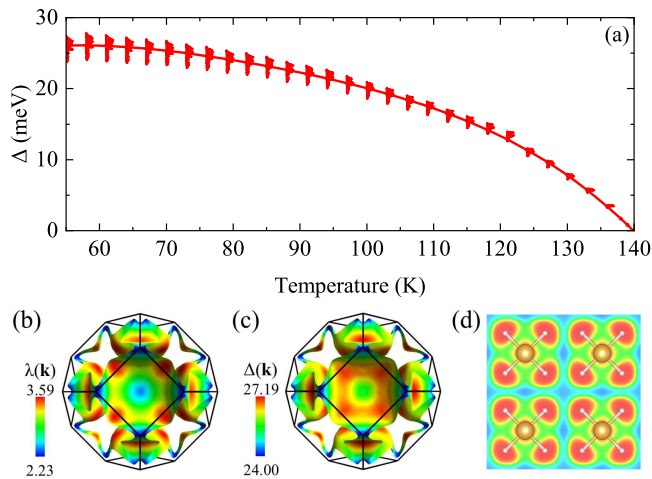 (a)
30
20
10
0
Δ (meV)
60 70 80 90 100 110 120 130 140
Temperature (K)
(b) (c) (d)
λ(k)
3.59
2.23
Δ(k)
27.19
24.00